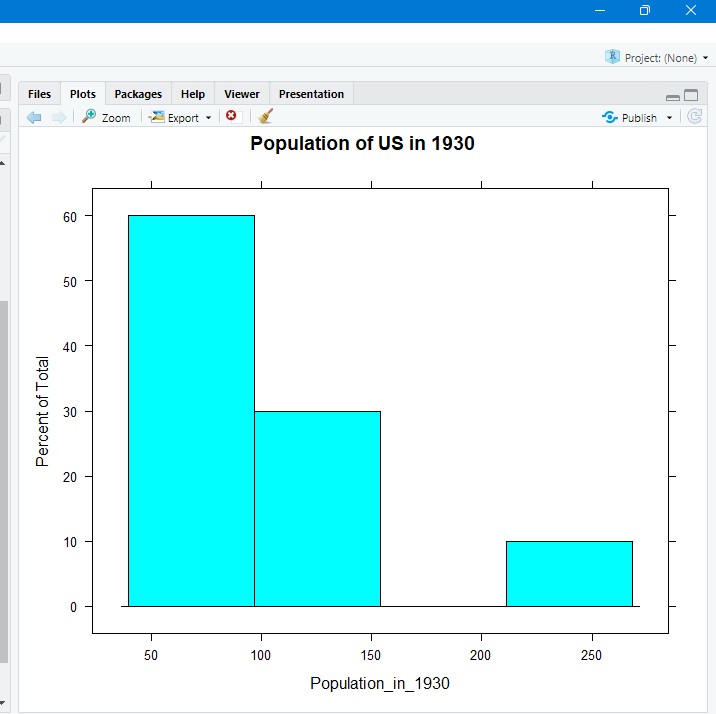 Project: (None)
Files Plots Packages Help Viewer Presentation
Zoom Export Publish
Population of US in 1930
60
50
40
30
20
10
0
Percent of Total
50 100 150 200 250
Population_in_1930